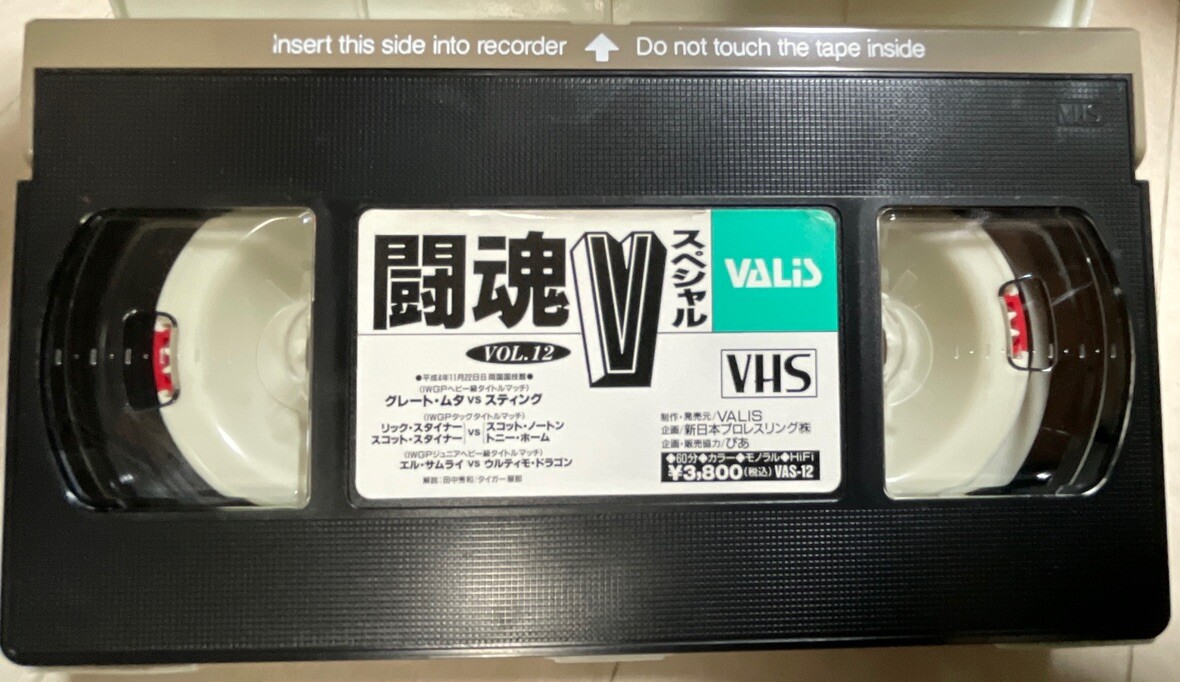 Insert this side into recorder ↑ Do not touch the tape inside
VHS
闘魂Vスペシャル
VALIS
VOL.12
VHS
●平成4年11月22日日両国国技館●
(IWGPヘビー級タイトルマッチ)
グレート・ムタ vs スティング
(IWGPタッグタイトルマッチ)
リック・スタイナー
スコット・スタイナー
vs
スコット・ノートン
トニー・ホーム
(IWGPジュニアヘビー級タイトルマッチ)
エル・サムライ vs ウルティモ・ドラゴン
解説:田中秀和/タイガー服部
制作・発売元/VALIS
企画/新日本プロレスリング㈱
企画・販売協力/ぴあ
◆60分◆カラー◆モノラル◆HiFi
¥3,800(税込) VAS-12